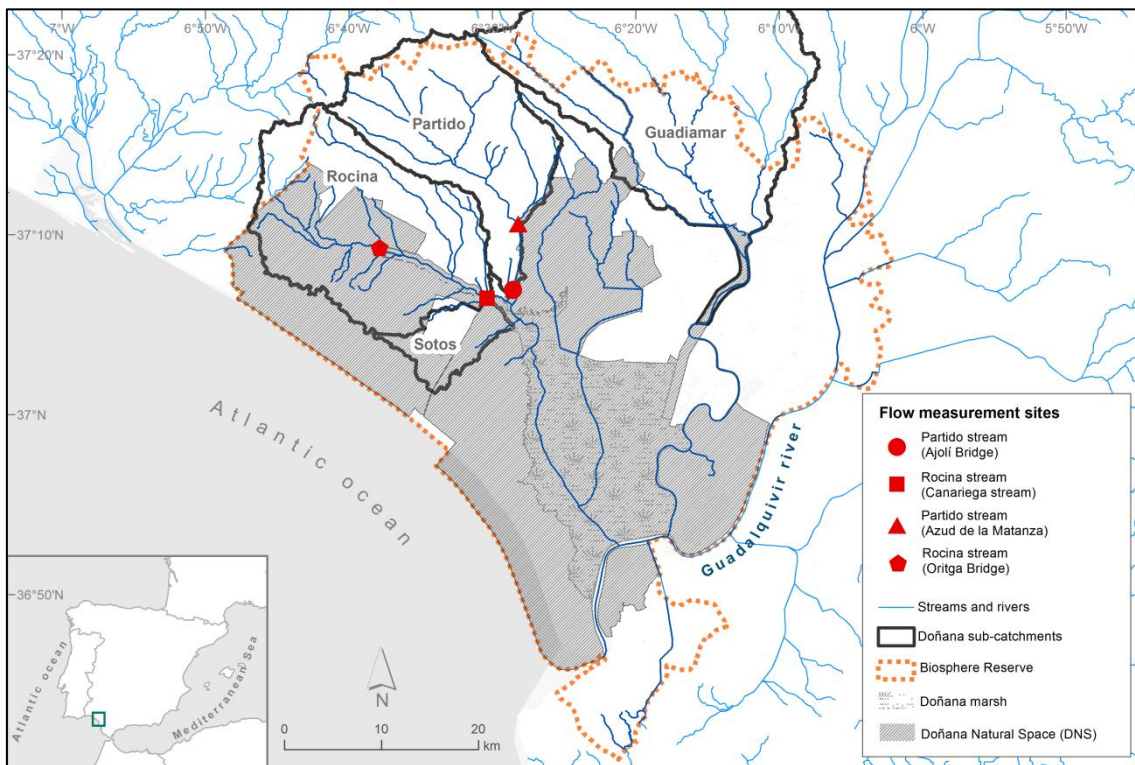 7°W
6°50'W
6°40'W
6°30'W
6°20'W
6°10'W
6°W
5°50'W
37°20'N
37°10'N
37°N
36°50'N
Partido
Guadiamar
Rocina
Sotos
Atlantic ocean
Guadalquivir river
Flow measurement sites
Partido stream
(Ajolí Bridge)
Rocina stream
(Canariega stream)
Partido stream
(Azud de la Matanza)
Rocina stream
(Oritga Bridge)
Streams and rivers
Doñana sub-catchments
Biosphere Reserve
Doñana marsh
Doñana Natural Space (DNS)
Atlantic ocean
Mediterranean Sea
N
0 10 20
km